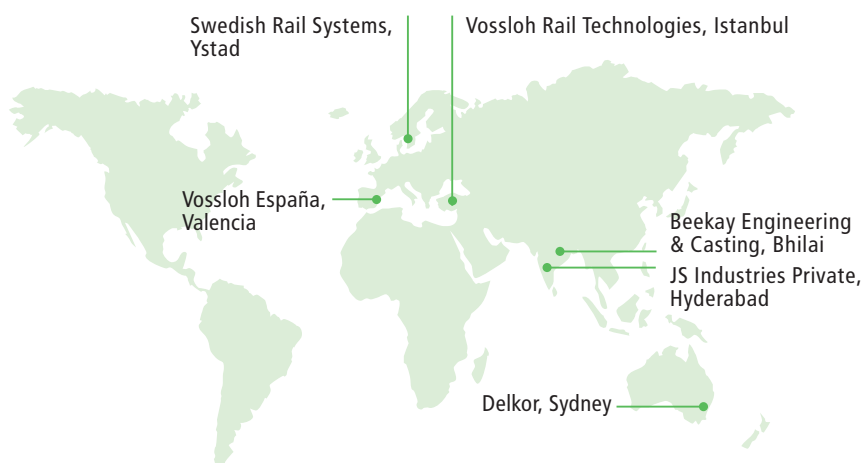 Swedish Rail Systems,
Ystad
Vossloh Rail Technologies, Istanbul
Vossloh España,
Valencia
Beekay Engineering
& Casting, Bhilai
JS Industries Private,
Hyderabad
Delkor, Sydney